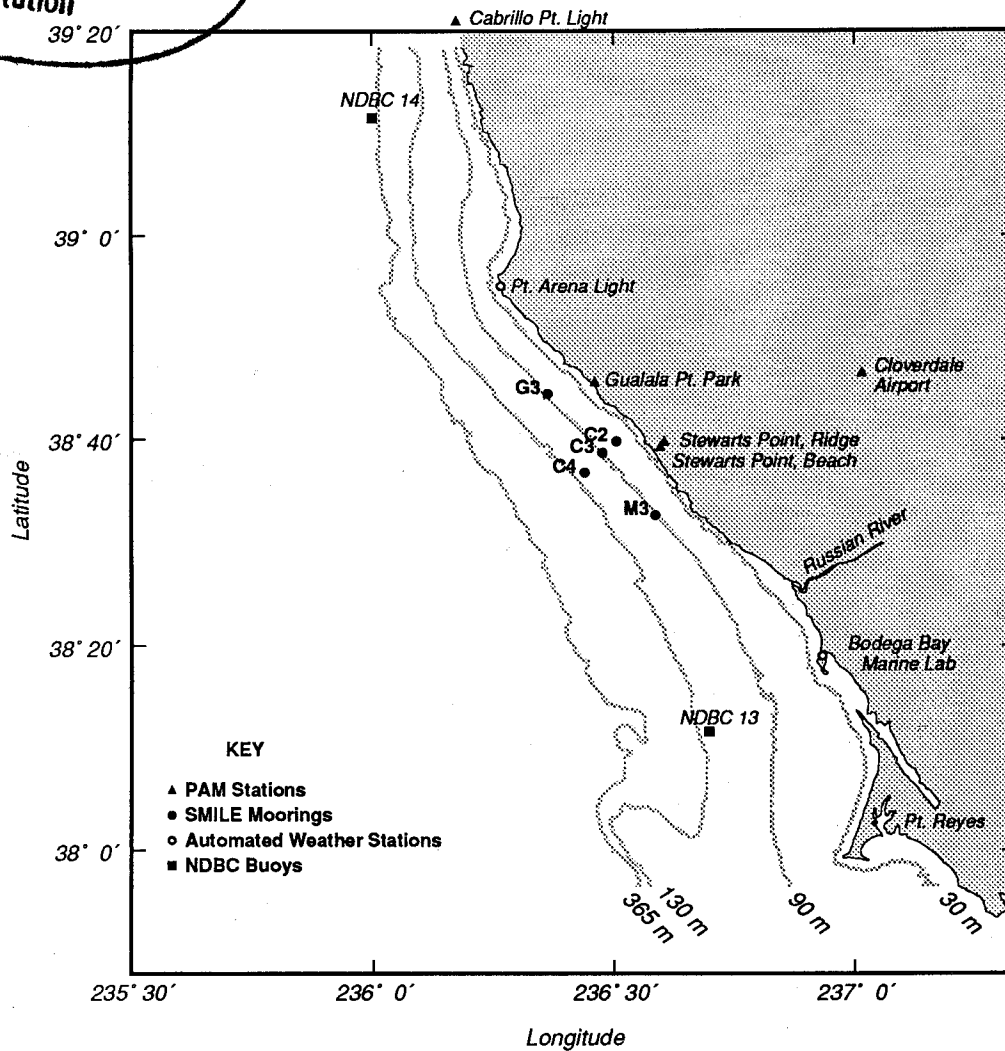 Cabrillo Pt. Light
39° 20´
NDBC 14
39° 0´
Pt. Arena Light
G3
Gualala Pt. Park
Cloverdale
Airport
38° 40´
C2
C3
Stewarts Point, Ridge
Stewarts Point, Beach
C4
M3
Latitude
Russian River
38° 20´
Bodega Bay
Marine Lab
NDBC 13
KEY
PAM Stations
SMILE Moorings
Automated Weather Stations
NDBC Buoys
Pt. Reyes
38° 0´
365 m
130 m
90 m
30 m
235° 30´
236° 0´
236° 30´
237° 0´
Longitude